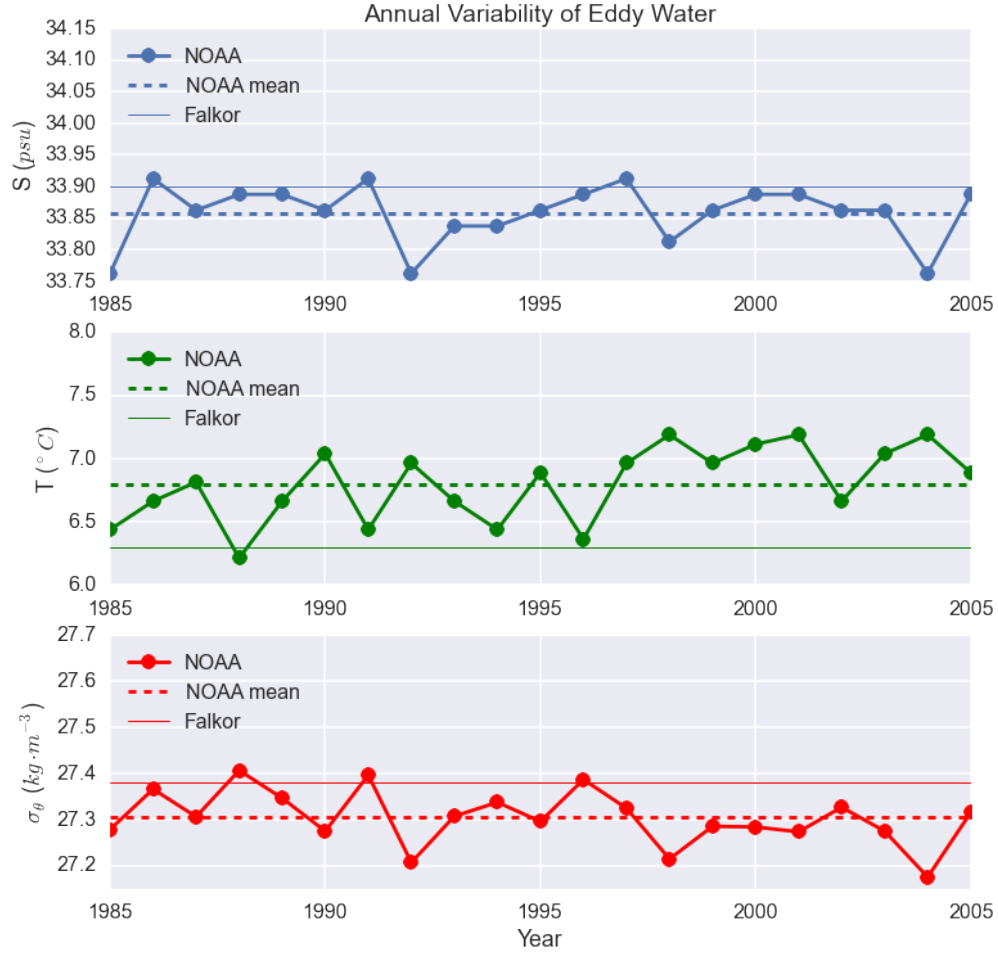 Annual Variability of Eddy Water
34.15
34.10
34.05
34.00
33.95
33.90
33.85
33.80
33.75
S (psu)
NOAA
NOAA mean
Falkor
1985 1990 1995 2000 2005
8.0
7.5
7.0
6.5
6.0
T (°C)
NOAA
NOAA mean
Falkor
1985 1990 1995 2000 2005
27.7
27.6
27.5
27.4
27.3
27.2
σθ (kg·m⁻³)
NOAA
NOAA mean
Falkor
1985 1990 1995 2000 2005
Year